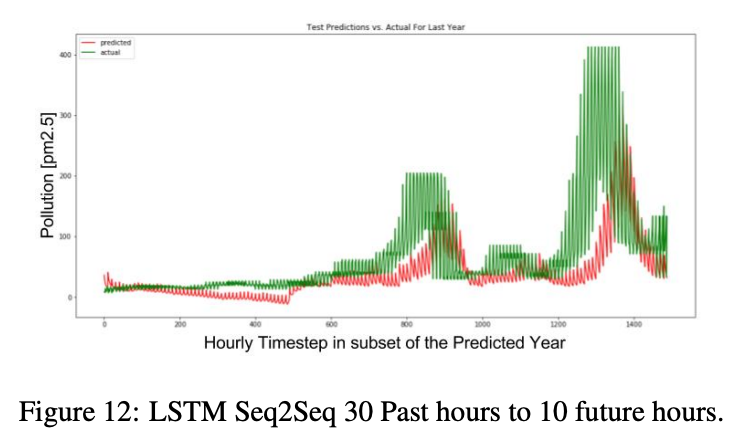 Test Predictions vs. Actual For Last Year
predicted
actual
400
300
200
100
0
Pollution [pm2.5]
0 200 400 600 800 1000 1200 1400
Hourly Timestep in subset of the Predicted Year
Figure 12: LSTM Seq2Seq 30 Past hours to 10 future hours.